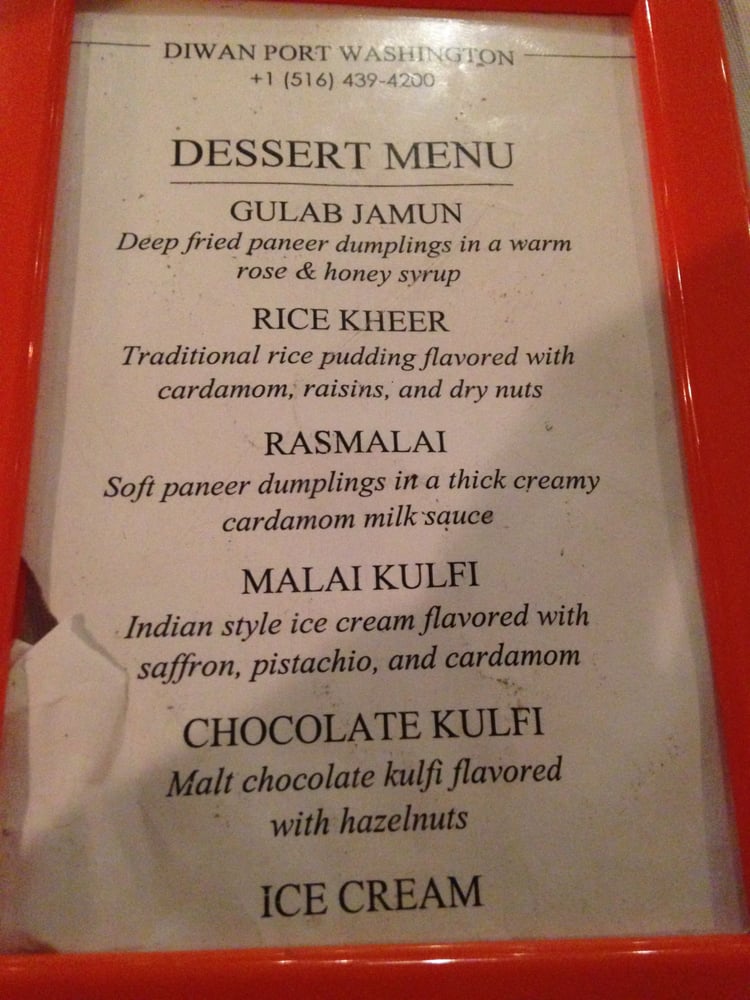 DIWAN PORT WASHINGTON
+1 (516) 439-4200
DESSERT MENU
GULAB JAMUN
Deep fried paneer dumplings in a warm
rose & honey syrup
RICE KHEER
Traditional rice pudding flavored with
cardamom, raisins, and dry nuts
RASMALAI
Soft paneer dumplings in a thick creamy
cardamom milk sauce
MALAI KULFI
Indian style ice cream flavored with
saffron, pistachio, and cardamom
CHOCOLATE KULFI
Malt chocolate kulfi flavored
with hazelnuts
ICE CREAM